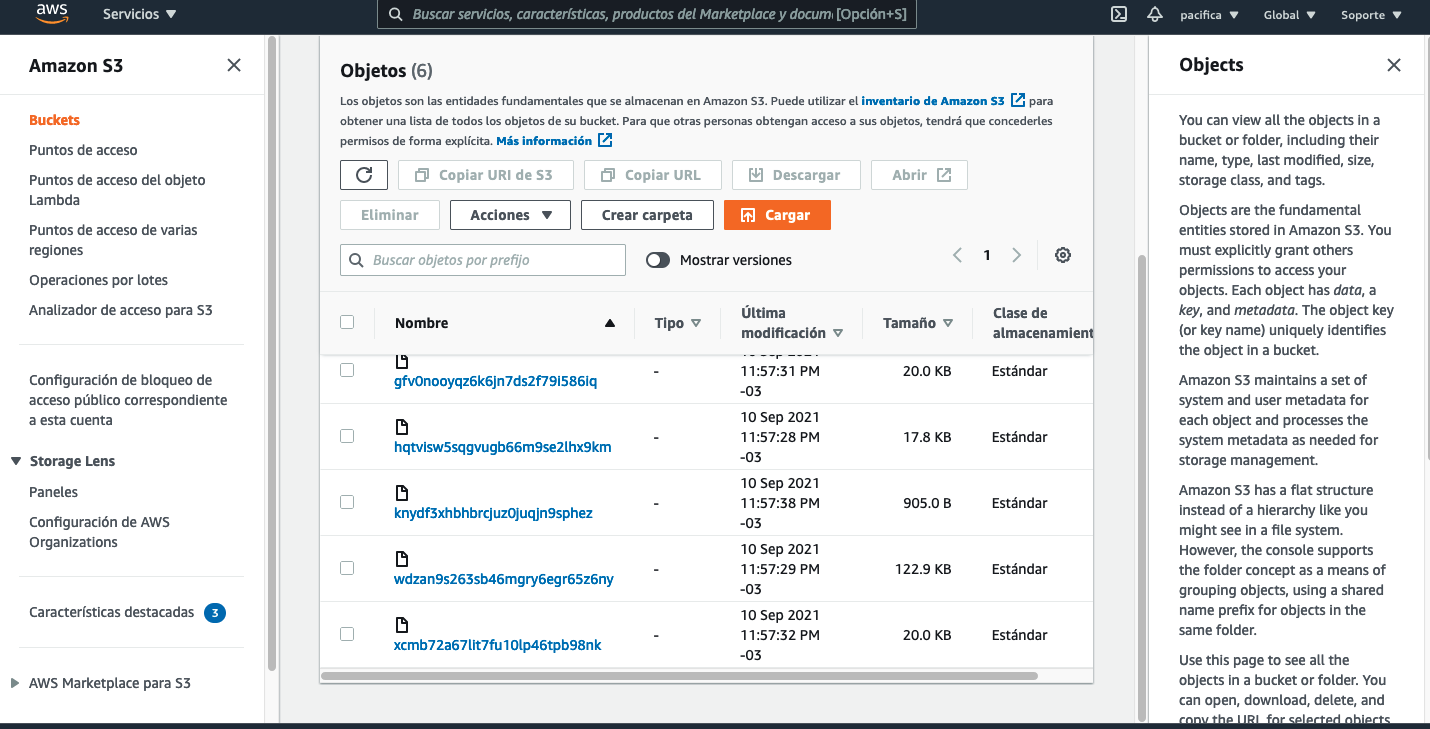 aws
Servicios
Buscar servicios, características, productos del Marketplace y docum [Opción+S]
pacifica
Global
Soporte
Amazon S3
Buckets
Puntos de acceso
Puntos de acceso del objeto
Lambda
Puntos de acceso de varias
regiones
Operaciones por lotes
Analizador de acceso para S3
Configuración de bloqueo de
acceso público correspondiente
a esta cuenta
Storage Lens
Paneles
Configuración de AWS
Organizations
Características destacadas 3
AWS Marketplace para S3
Objetos (6)
Los objetos son las entidades fundamentales que se almacenan en Amazon S3. Puede utilizar el inventario de Amazon S3 para
obtener una lista de todos los objetos de su bucket. Para que otras personas obtengan acceso a sus objetos, tendrá que concederles
permisos de forma explícita. Más información
Copiar URI de S3
Copiar URL
Descargar
Abrir
Eliminar
Acciones
Crear carpeta
Cargar
Buscar objetos por prefijo
Mostrar versiones
1
Nombre
Tipo
Última
modificación
Tamaño
Clase de
almacenamient
gfv0nooyqz6k6jn7ds2f79i586iq
-
10 Sep 2021
11:57:31 PM
-03
20.0 KB
Estándar
hqtvisw5sqgvugb66m9se2lhx9km
-
10 Sep 2021
11:57:28 PM
-03
17.8 KB
Estándar
knydf3xhbhbrcjuz0juqjn9sphez
-
10 Sep 2021
11:57:38 PM
-03
905.0 B
Estándar
wdzan9s263sb46mgry6egr65z6ny
-
10 Sep 2021
11:57:29 PM
-03
122.9 KB
Estándar
xcmb72a67lit7fu10lp46tpb98nk
-
10 Sep 2021
11:57:32 PM
-03
20.0 KB
Estándar
Objects
You can view all the objects in a
bucket or folder, including their
name, type, last modified, size,
storage class, and tags.
Objects are the fundamental
entities stored in Amazon S3. You
must explicitly grant others
permissions to access your
objects. Each object has data, a
key, and metadata. The object key
(or key name) uniquely identifies
the object in a bucket.
Amazon S3 maintains a set of
system and user metadata for
each object and processes the
system metadata as needed for
storage management.
Amazon S3 has a flat structure
instead of a hierarchy like you
might see in a file system.
However, the console supports
the folder concept as a means of
grouping objects, using a shared
name prefix for objects in the
same folder.
Use this page to see all the
objects in a bucket or folder. You
can open, download, delete, and
copy the URL for selected objects